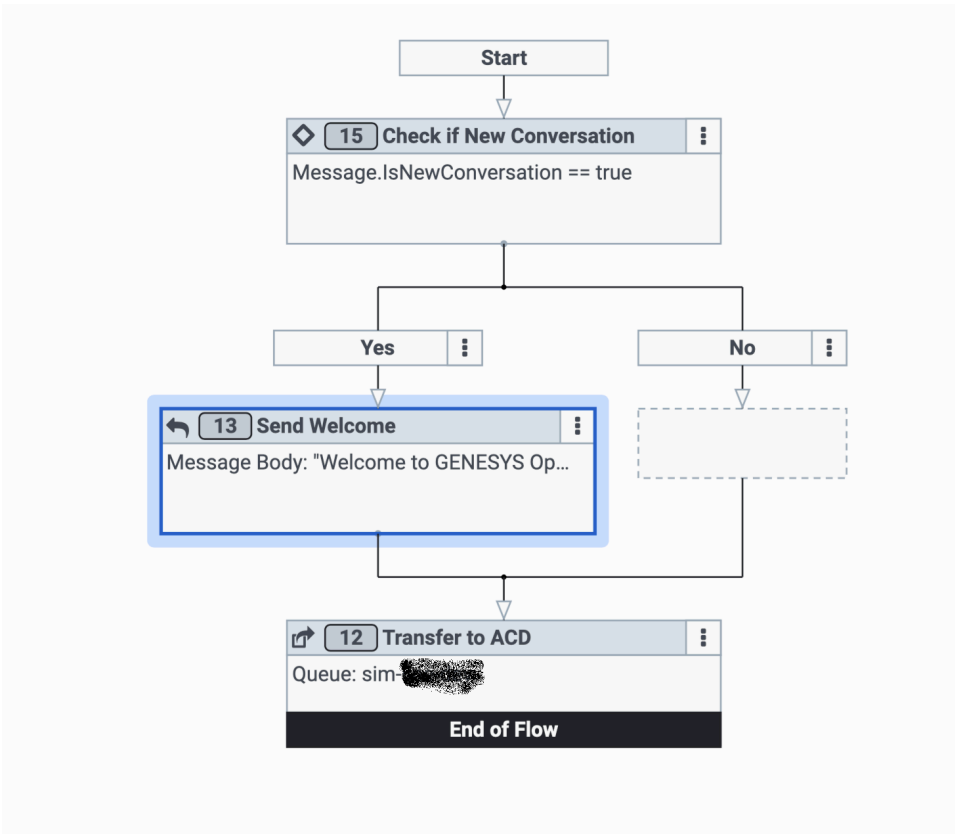 Start
15 Check if New Conversation
Message.IsNewConversation == true
Yes
No
13 Send Welcome
Message Body: "Welcome to GENESYS Op...
12 Transfer to ACD
Queue: sim-
End of Flow